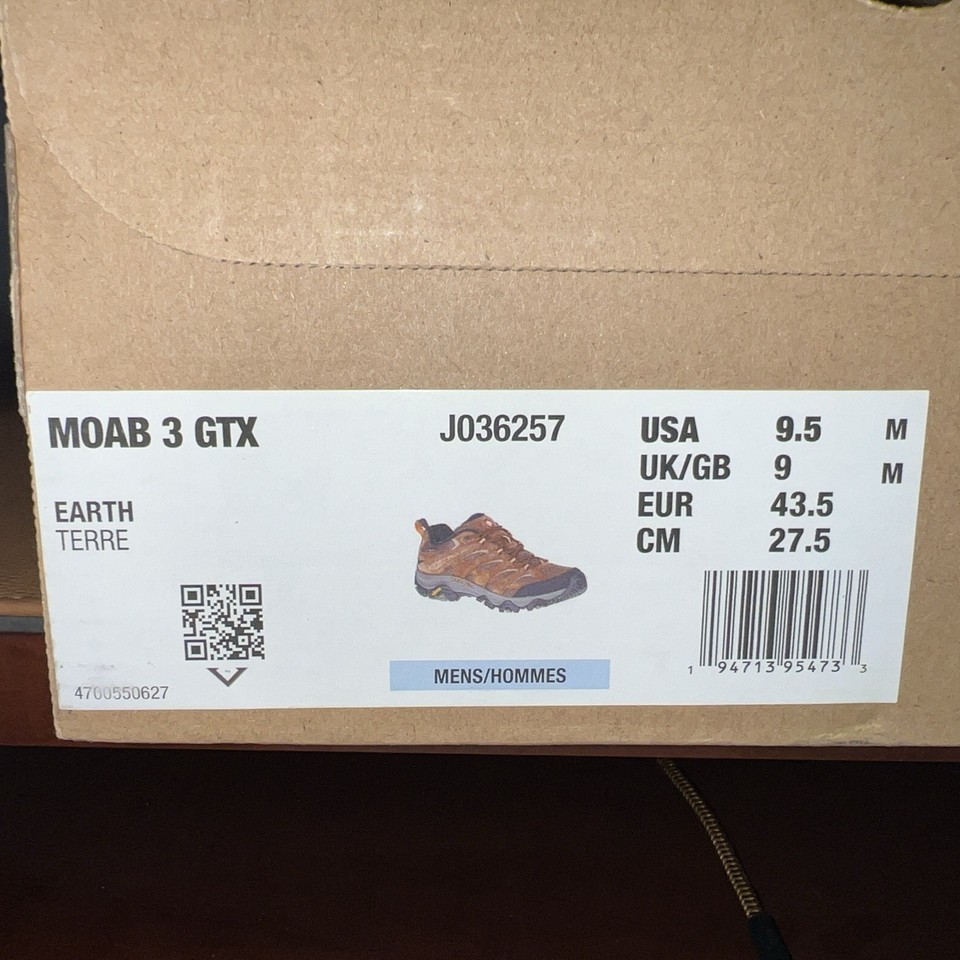 MOAB 3 GTX
J036257
USA 9.5 M
UK/GB 9 M
EUR 43.5
CM 27.5
EARTH
TERRE
4700550627
MENS/HOMMES
1 94713 95473 3